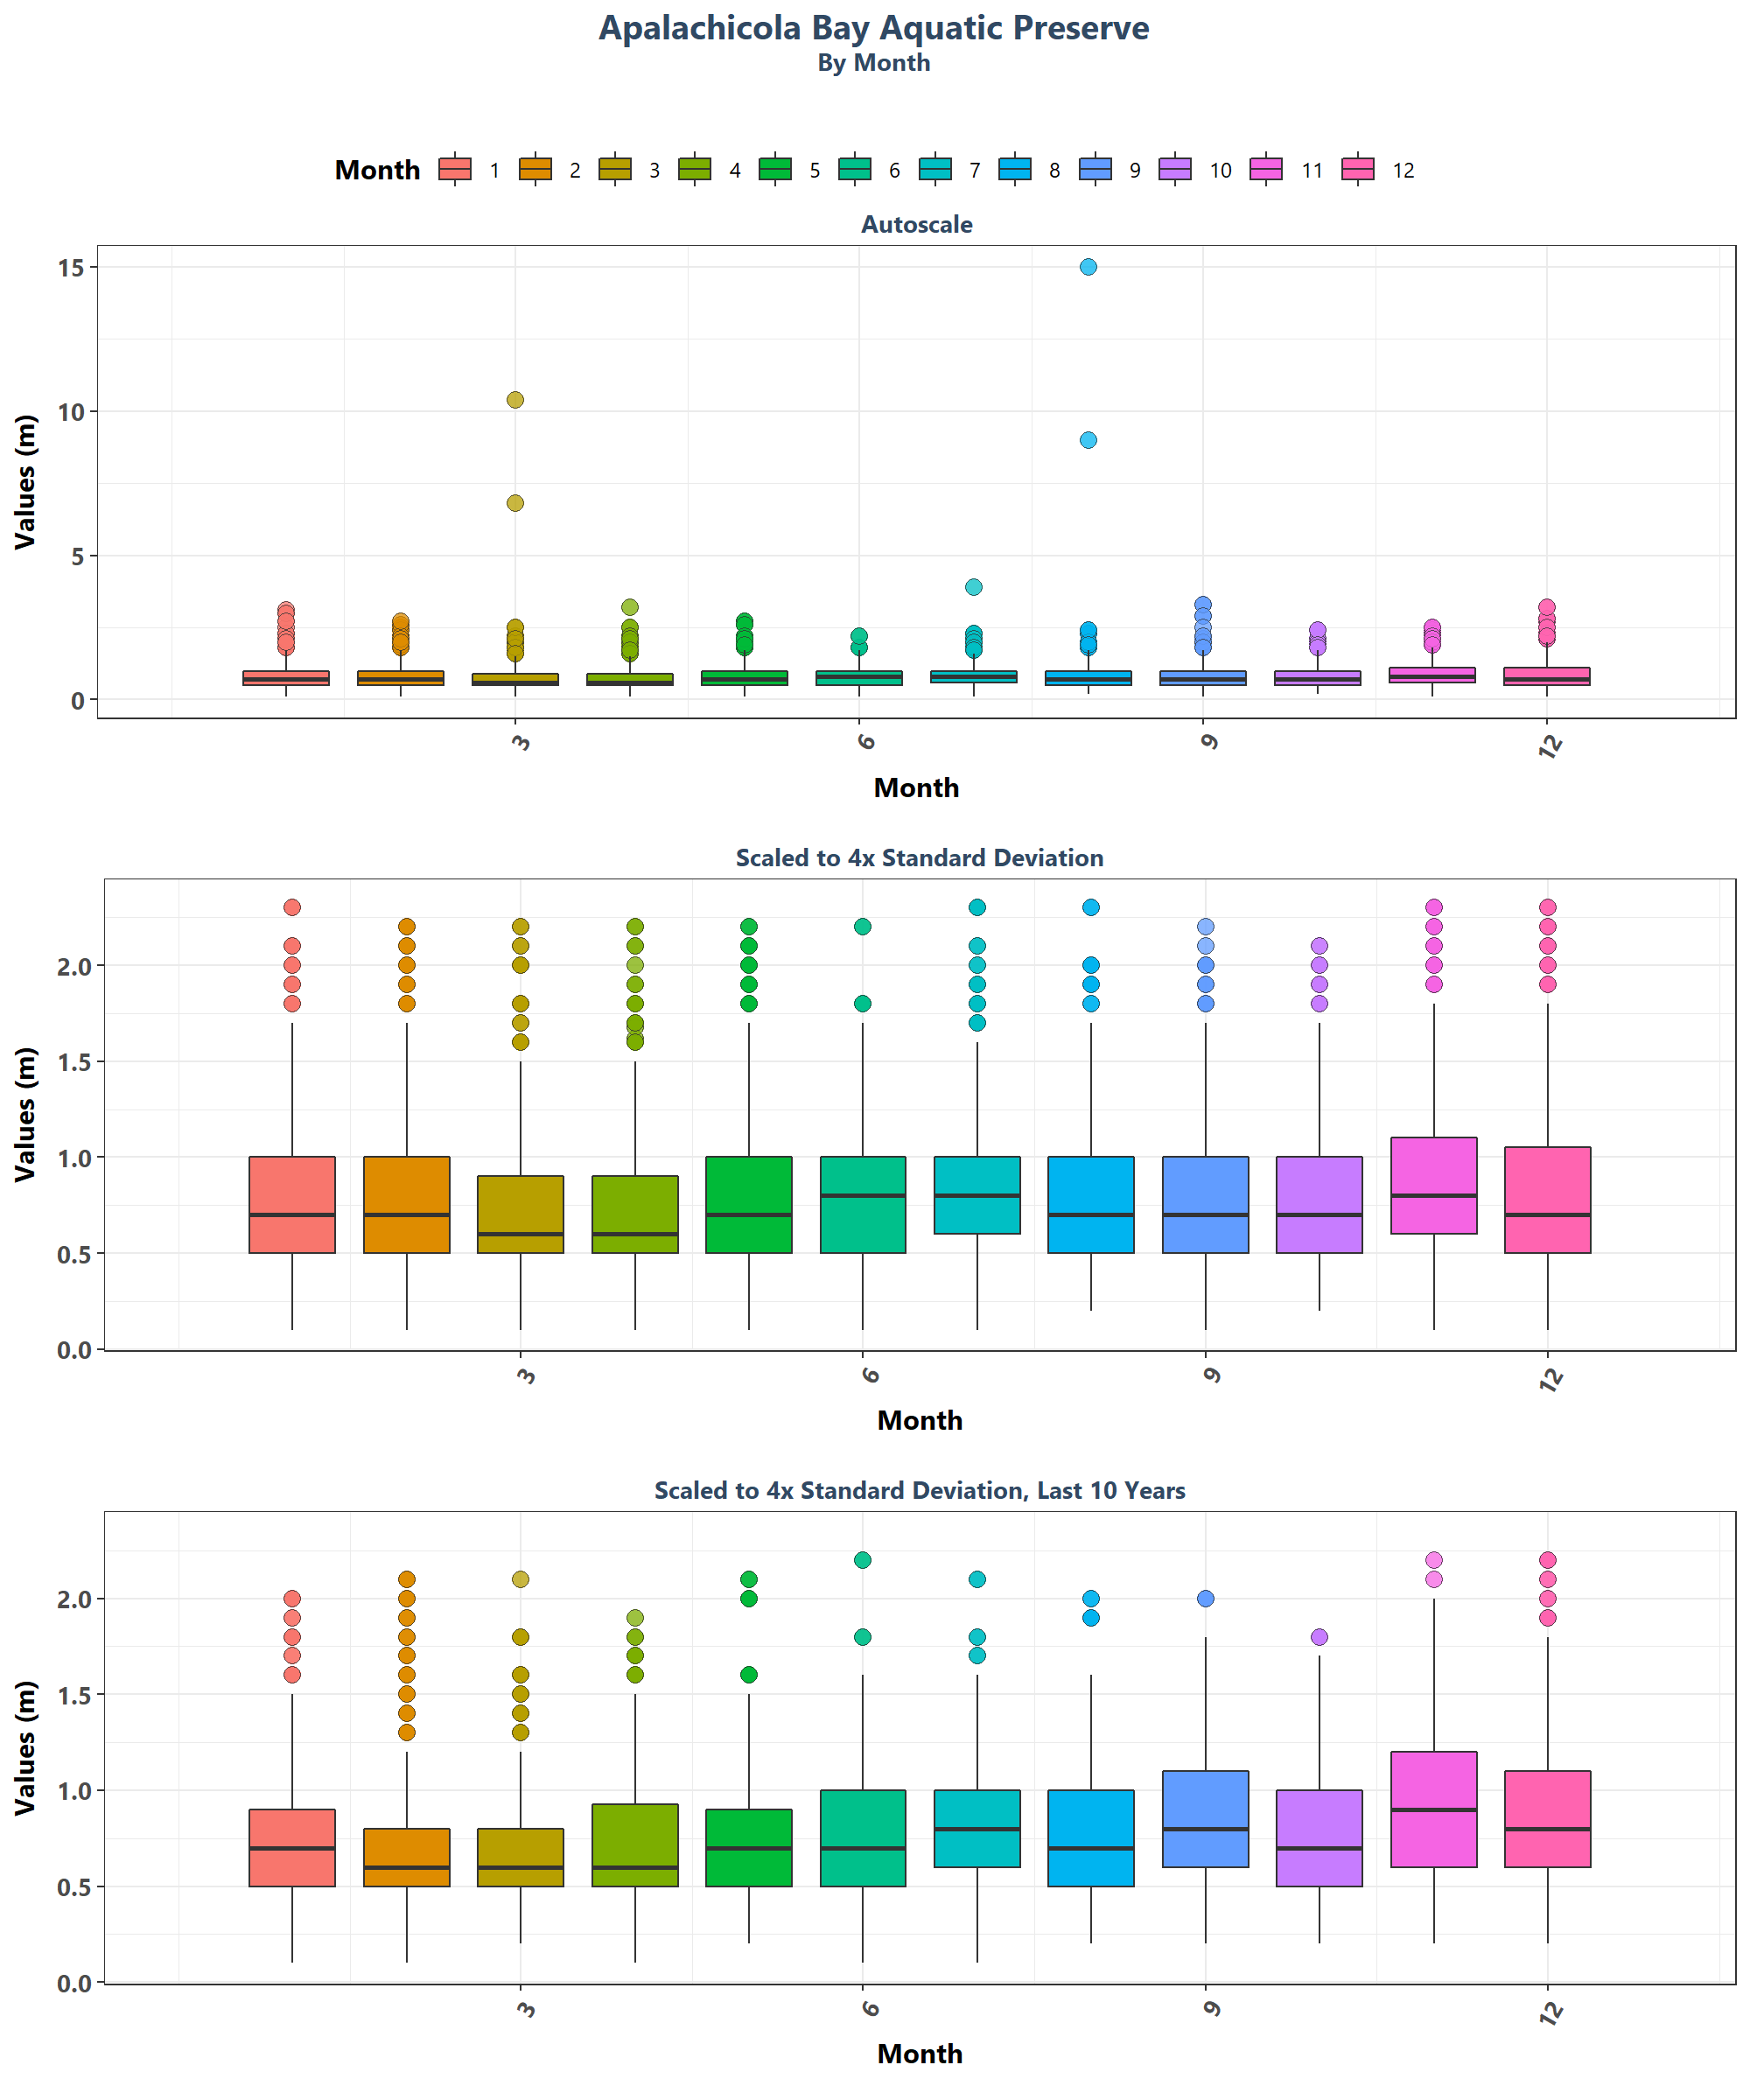 Apalachicola Bay Aquatic Preserve
By Month
Month 1 2 3 4 5 6 7 8 9 10 11 12
Autoscale
Values (m)
15
10
5
0
3 6 9 12
Month
Scaled to 4x Standard Deviation
Values (m)
2.0
1.5
1.0
0.5
0.0
3 6 9 12
Month
Scaled to 4x Standard Deviation, Last 10 Years
Values (m)
2.0
1.5
1.0
0.5
0.0
3 6 9 12
Month